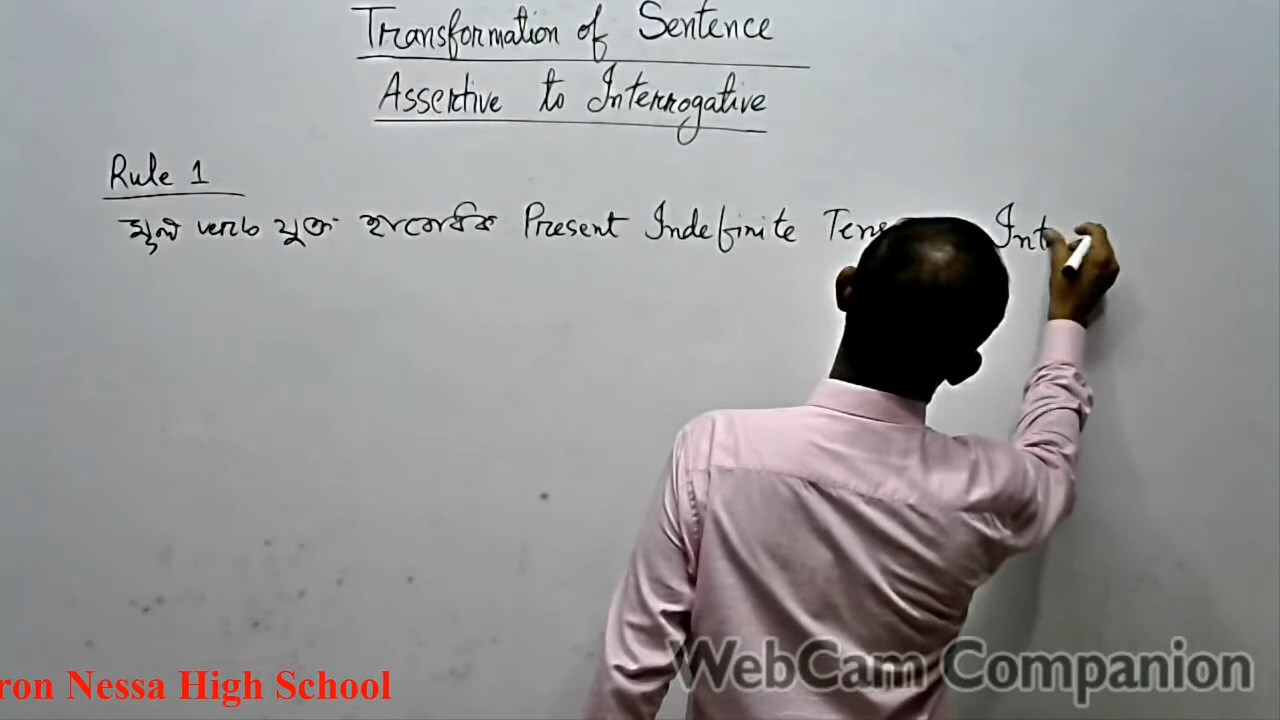 Transformation of Sentence
Assertive to Interrogative
Rule 1
মূল verb যুক্ত হ্যাবোধক Present Indefinite Tense Int
ron Nessa High School
WebCam Companion